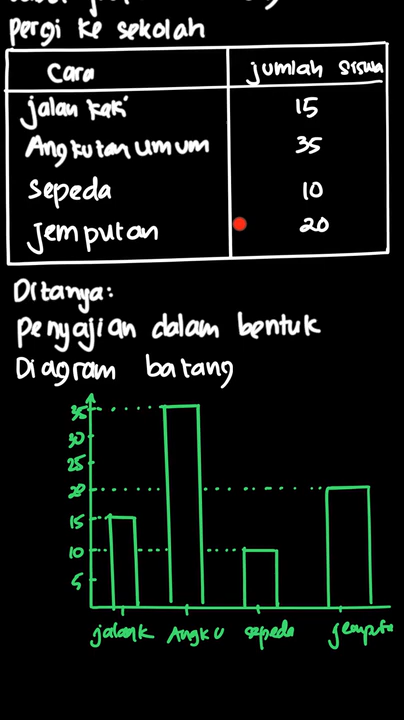 pergi ke sekolah
Cara jumlah siswa
jalan kaki 15
Angkutan umum 35
Sepeda 10
Jemputan 20
Ditanya:
Penyajian dalam bentuk
Diagram batang
35
30
25
20
15
10
5
jalank Angku sepeda jemputa